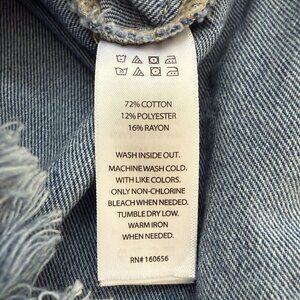 72% COTTON
12% POLYESTER
16% RAYON
WASH INSIDE OUT.
MACHINE WASH COLD.
WITH LIKE COLORS.
ONLY NON-CHLORINE
BLEACH WHEN NEEDED.
TUMBLE DRY LOW.
WARM IRON
WHEN NEEDED.
RN# 160656